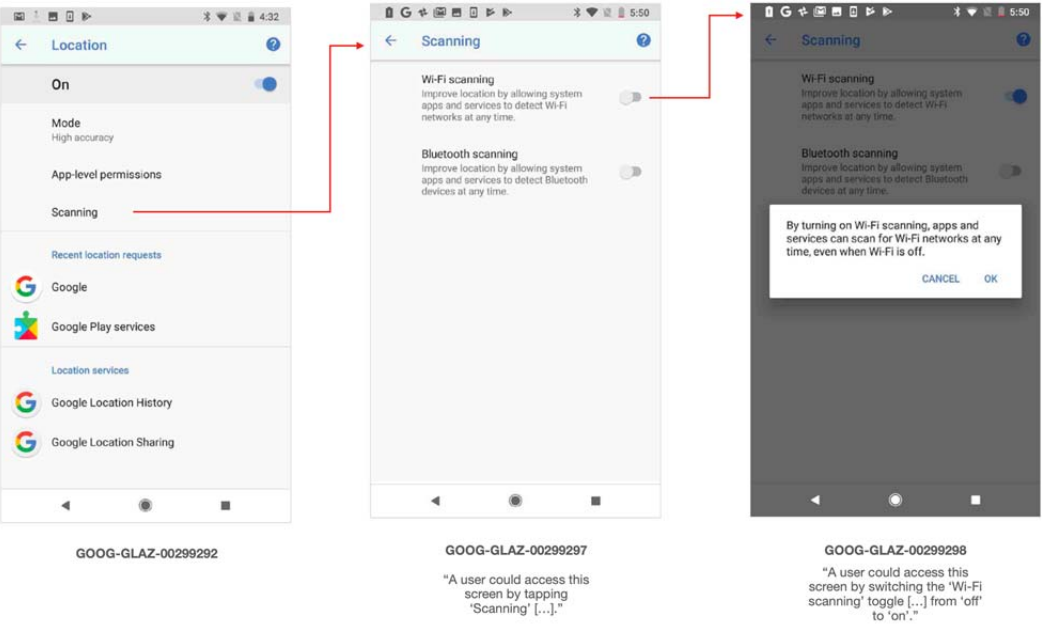 4:32
Location
On
Mode
High accuracy
App-level permissions
Scanning
Recent location requests
Google
Google Play services
Location services
Google Location History
Google Location Sharing
GOOG-GLAZ-00299292
G 5:50
Scanning
Wi-Fi scanning
Improve location by allowing system
apps and services to detect Wi-Fi
networks at any time.
Bluetooth scanning
Improve location by allowing system
apps and services to detect Bluetooth
devices at any time.
GOOG-GLAZ-00299297
"A user could access this
screen by tapping
'Scanning' [...]."
G 5:50
Scanning
Wi-Fi scanning
Improve location by allowing system
apps and services to detect Wi-Fi
networks at any time.
Bluetooth scanning
Improve location by allowing system
apps and services to detect Bluetooth
devices at any time.
By turning on Wi-Fi scanning, apps and
services can scan for Wi-Fi networks at any
time, even when Wi-Fi is off.
CANCEL OK
GOOG-GLAZ-00299298
"A user could access this
screen by switching the 'Wi-Fi
scanning' toggle [...] from 'off'
to 'on'."